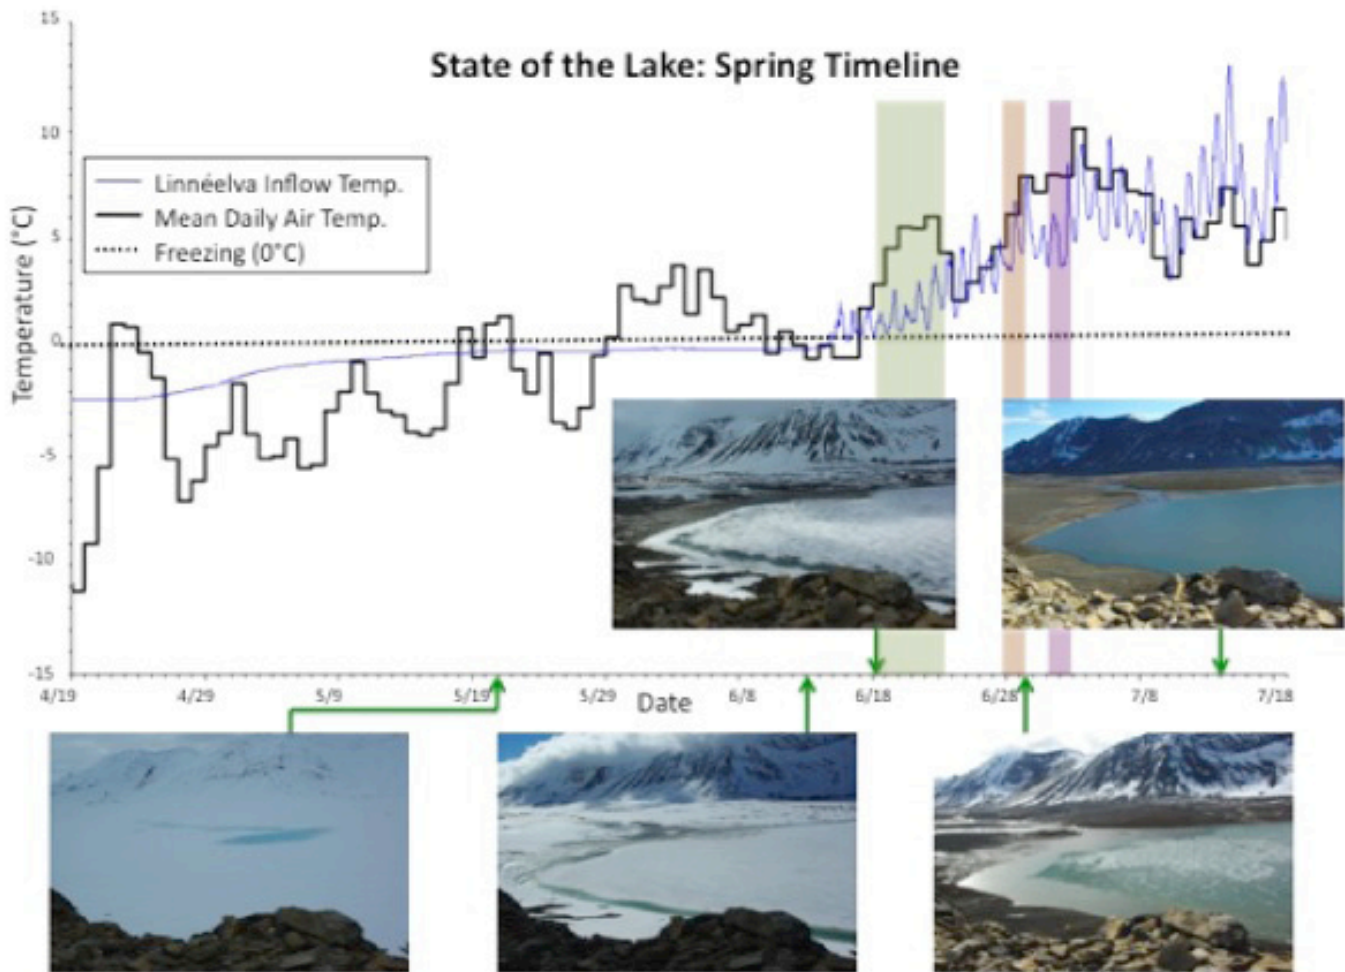 State of the Lake: Spring Timeline
15
10
5
0
-5
-10
-15
Temperature (°C)
Linnéelva Inflow Temp.
Mean Daily Air Temp.
Freezing (0°C)
4/19
4/29
5/9
5/19
5/29
6/8
6/18
6/28
7/8
7/18
Date